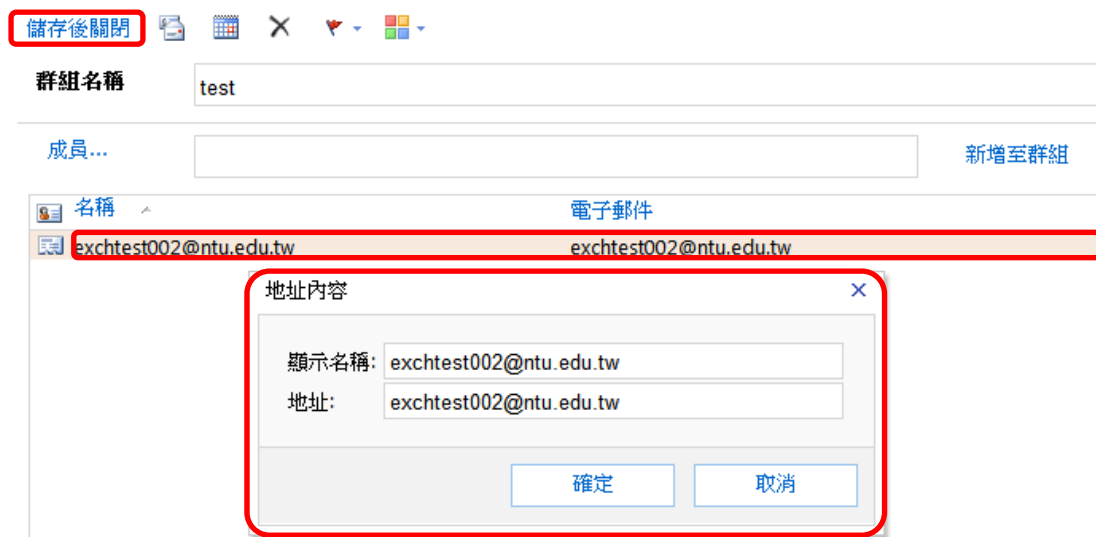 儲存後關閉
群組名稱 test
成員... 新增至群組
名稱 電子郵件
exchtest002@ntu.edu.tw exchtest002@ntu.edu.tw
地址內容
顯示名稱: exchtest002@ntu.edu.tw
地址: exchtest002@ntu.edu.tw
確定 取消